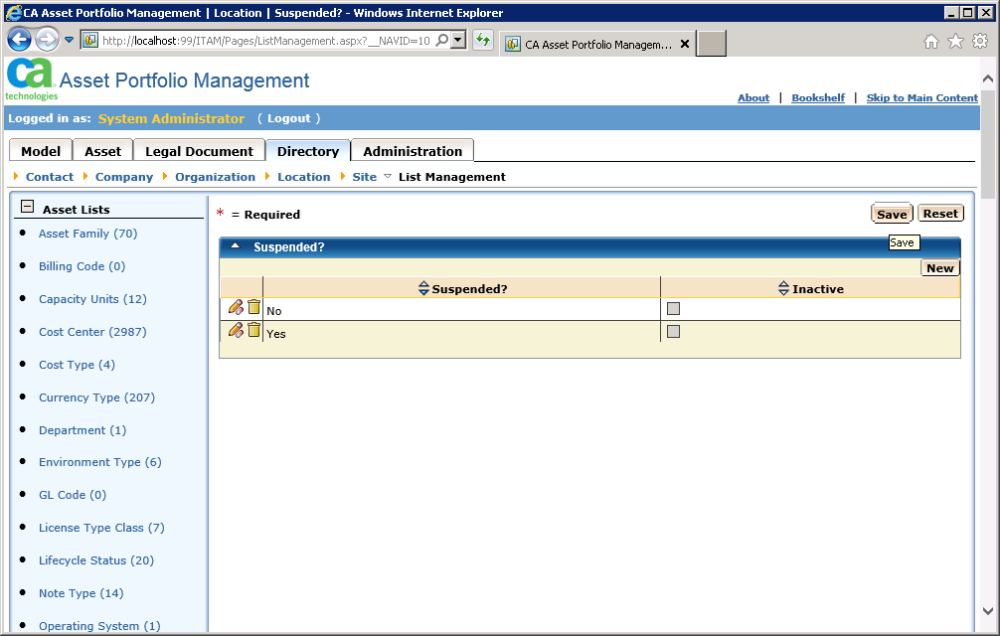 CA Asset Portfolio Management | Location | Suspended? - Windows Internet Explorer
http://localhost:99/ITAM/Pages/ListManagement.aspx?__NAVID=10
CA Asset Portfolio Managem...
ca Asset Portfolio Management
technologies
About | Bookshelf | Skip to Main Content
Logged in as: System Administrator ( Logout )
Model Asset Legal Document Directory Administration
Contact Company Organization Location Site List Management
Asset Lists
Asset Family (70)
Billing Code (0)
Capacity Units (12)
Cost Center (2987)
Cost Type (4)
Currency Type (207)
Department (1)
Environment Type (6)
GL Code (0)
License Type Class (7)
Lifecycle Status (20)
Note Type (14)
Operating System (1)
* = Required
Save Reset
Suspended?
Save
New
Suspended? Inactive
No
Yes